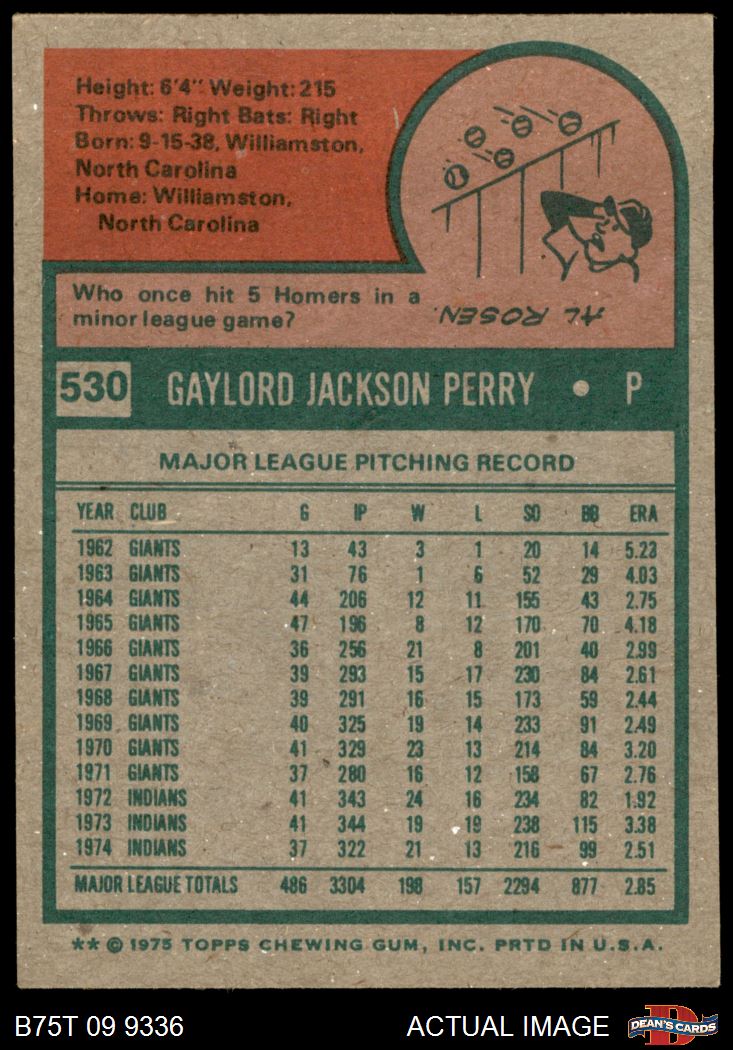 Height: 6'4" Weight: 215
Throws: Right Bats: Right
Born: 9-15-38, Williamston,
North Carolina
Home: Williamston,
North Carolina
Who once hit 5 Homers in a
minor league game?
AL ROSEN.
530 GAYLORD JACKSON PERRY • P
MAJOR LEAGUE PITCHING RECORD
YEAR CLUB G IP W L SO BB ERA
1962 GIANTS 13 43 3 1 20 14 5.23
1963 GIANTS 31 76 1 6 52 29 4.03
1964 GIANTS 44 206 12 11 155 43 2.75
1965 GIANTS 47 196 8 12 170 70 4.18
1966 GIANTS 36 256 21 8 201 40 2.99
1967 GIANTS 39 293 15 17 230 84 2.61
1968 GIANTS 39 291 16 15 173 59 2.44
1969 GIANTS 40 325 19 14 233 91 2.49
1970 GIANTS 41 329 23 13 214 84 3.20
1971 GIANTS 37 280 16 12 158 67 2.76
1972 INDIANS 41 343 24 16 234 82 1.92
1973 INDIANS 41 344 19 19 238 115 3.38
1974 INDIANS 37 322 21 13 216 99 2.51
MAJOR LEAGUE TOTALS 486 3304 198 157 2294 877 2.85
** © 1975 TOPPS CHEWING GUM, INC. PRTD IN U.S.A.
B75T 09 9336 ACTUAL IMAGE DEAN'S CARDS